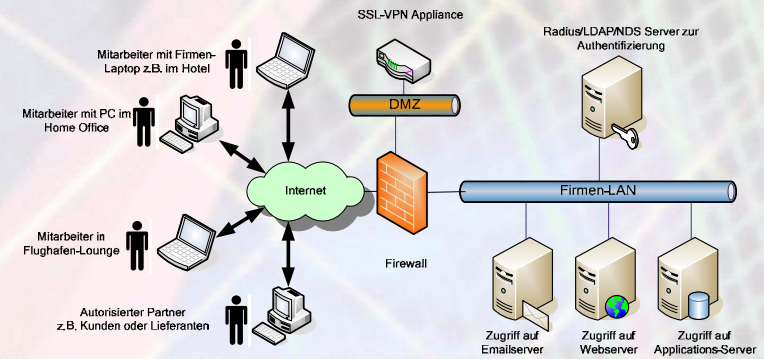 SSL-VPN Appliance
Radius/LDAP/NDS Server zur
Authentifizierung
Mitarbeiter mit Firmen-
Laptop z.B. im Hotel
Mitarbeiter mit PC im
Home Office
DMZ
Internet
Firmen-LAN
Mitarbeiter in
Flughafen-Lounge
Firewall
Autorisierter Partner
z,B, Kunden oder Lieferanten
Zugriff auf
Emailserver
Zugriff auf
Webserver
Zugriff auf
Applications-Server